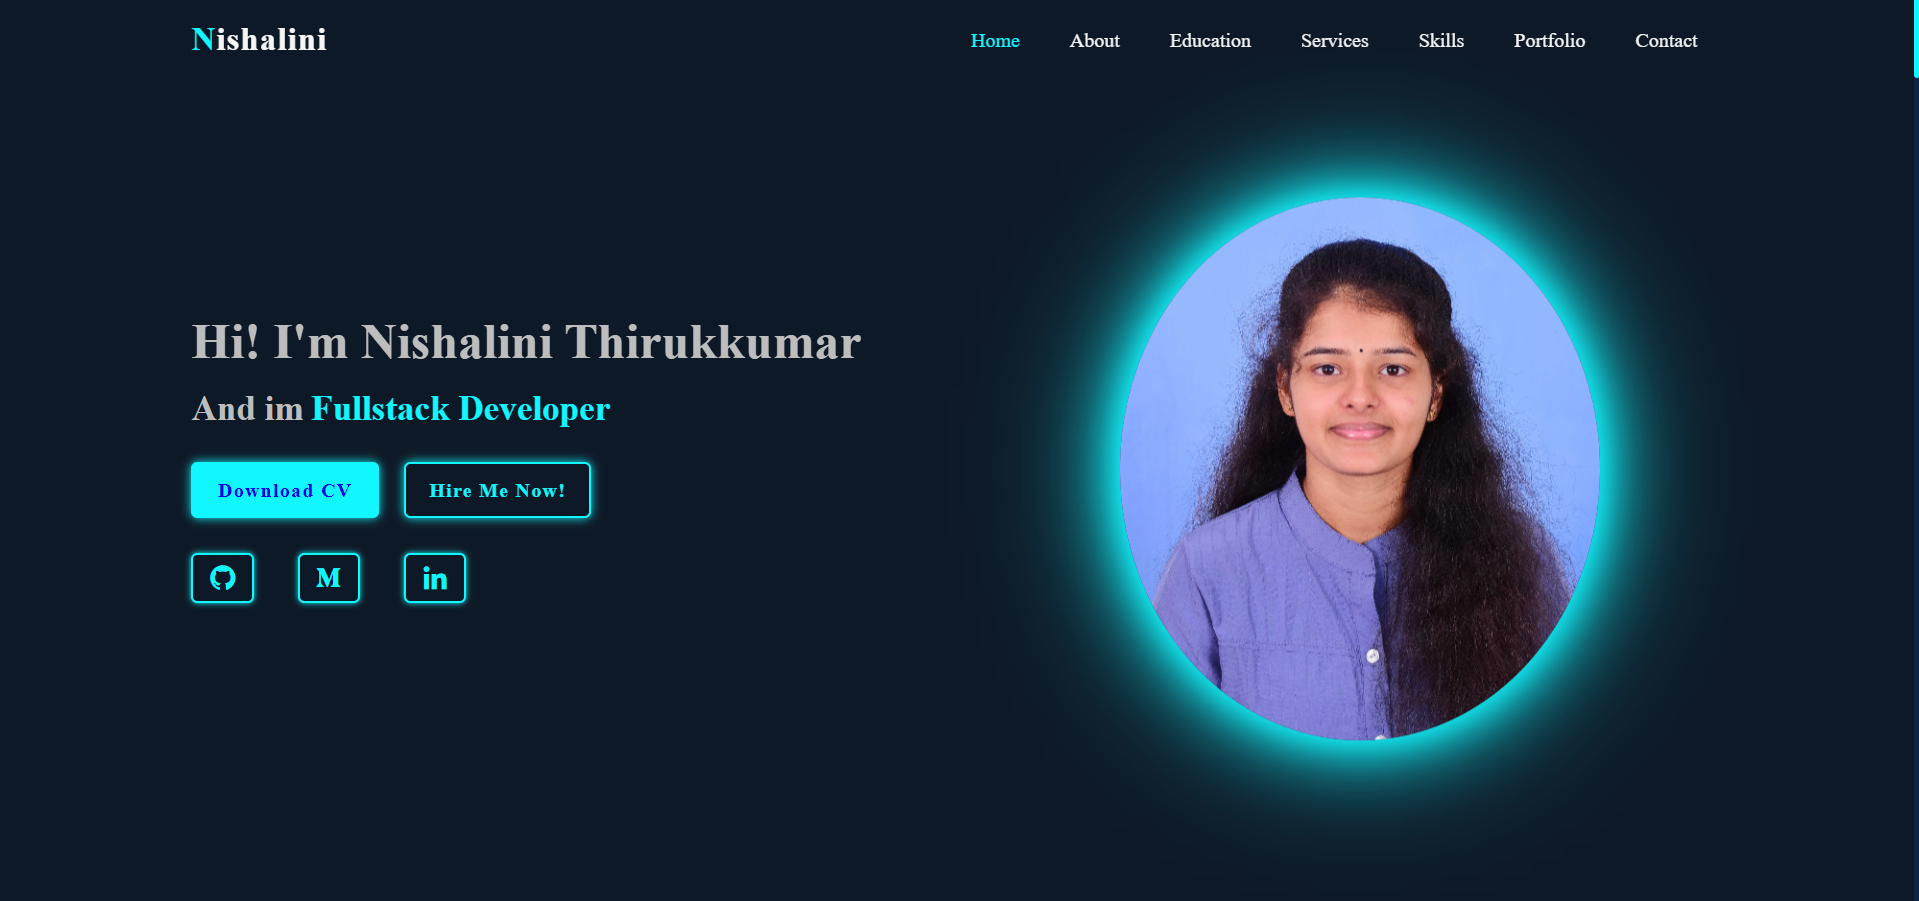 Nishalini
Home About Education Services Skills Portfolio Contact
Hi! I'm Nishalini Thirukkumar
And im Fullstack Developer
Download CV Hire Me Now!
M in